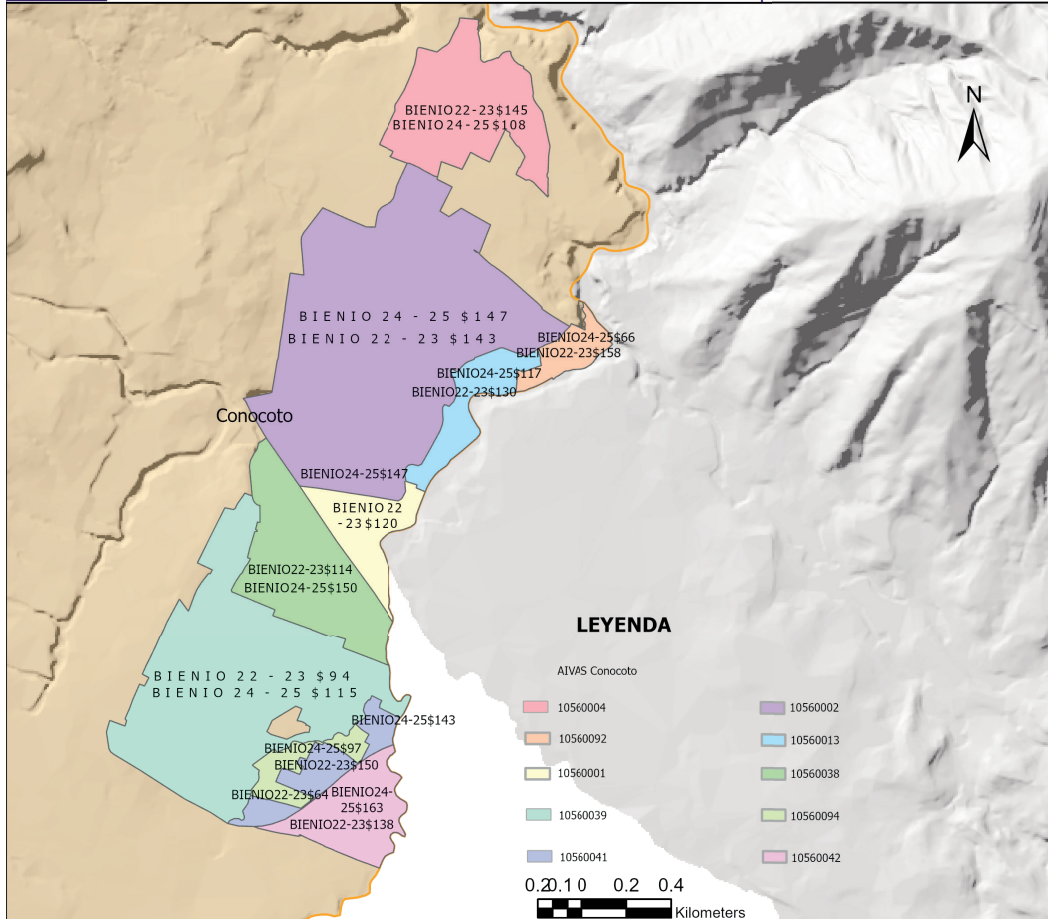 N
BIENIO22-23$145
BIENIO24-25$108
BIENIO 24 - 25 $147
BIENIO 22 - 23 $143
BIENIO24-25$66
BIENIO22-23$158
BIENIO24-25$117
BIENIO22-23$130
Conocoto
BIENIO24-25$147
BIENIO22
-23$120
BIENIO22-23$114
BIENIO24-25$150
BIENIO 22 - 23 $94
BIENIO 24 - 25 $115
BIENIO24-25$143
BIENIO24-25$97
BIENIO22-23$150
BIENIO22-23$64
BIENIO24-
25$163
BIENIO22-23$138
LEYENDA
AIVAS Conocoto
10560004
10560002
10560092
10560013
10560001
10560038
10560039
10560094
10560041
10560042
0.20.1 0 0.2 0.4
Kilometers